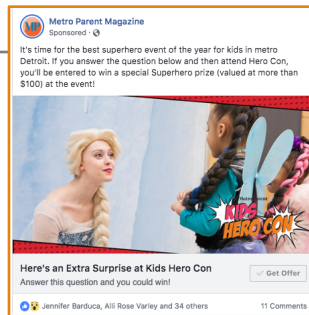 Metro Parent Magazine
Sponsored ·
It's time for the best superhero event of the year for kids in metro
Detroit. If you answer the question below and then attend Hero Con,
you'll be entered to win a special Superhero prize (valued at more than
$100) at the event!
Metro Parent
KIDS
HERO CON
Here's an Extra Surprise at Kids Hero Con
Answer this question and you could win!
Get Offer
Jennifer Barduca, Alli Rose Varley and 34 others
11 Comments